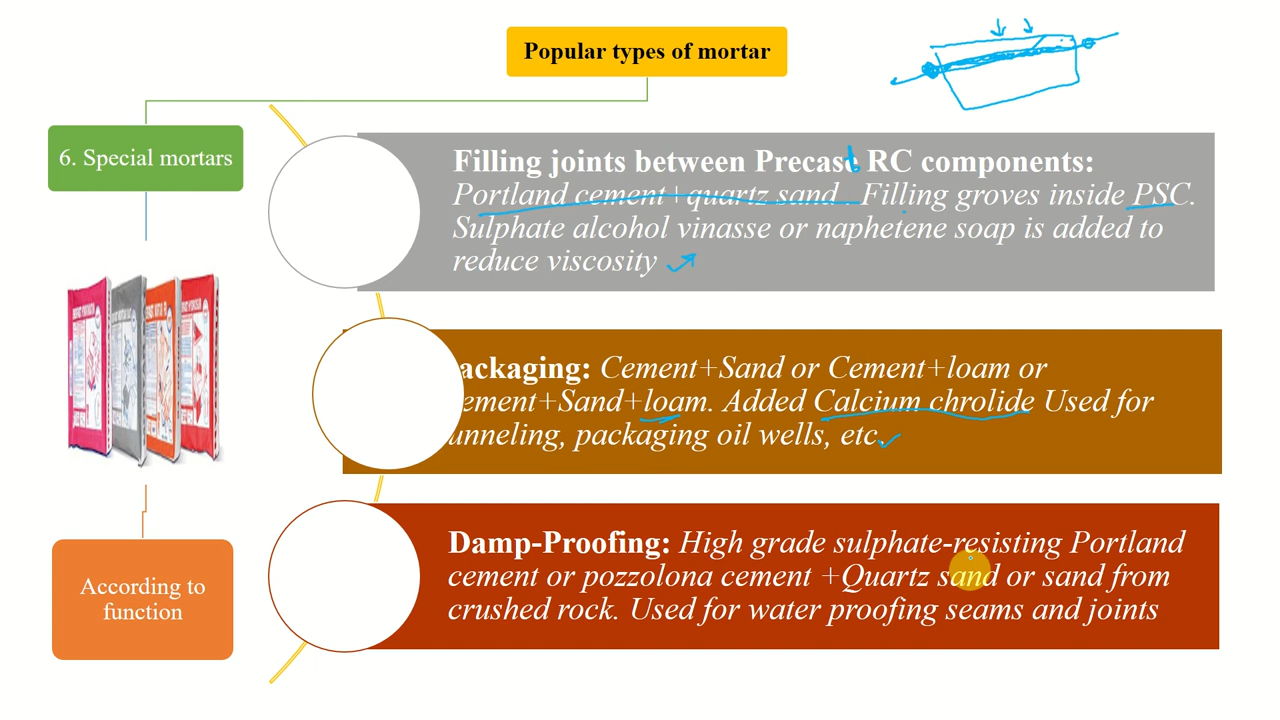 Popular types of mortar
6. Special mortars
Filling joints between Precast RC components:
Portland cement+quartz sand Filling groves inside PSC.
Sulphate alcohol vinasse or naphetene soap is added to
reduce viscosity
ackaging: Cement+Sand or Cement+loam or
ement+Sand+loam. Added Calcium chrolide Used for
unneling, packaging oil wells, etc.
Damp-Proofing: High grade sulphate-resisting Portland
cement or pozzolona cement +Quartz sand or sand from
crushed rock. Used for water proofing seams and joints
According to
function